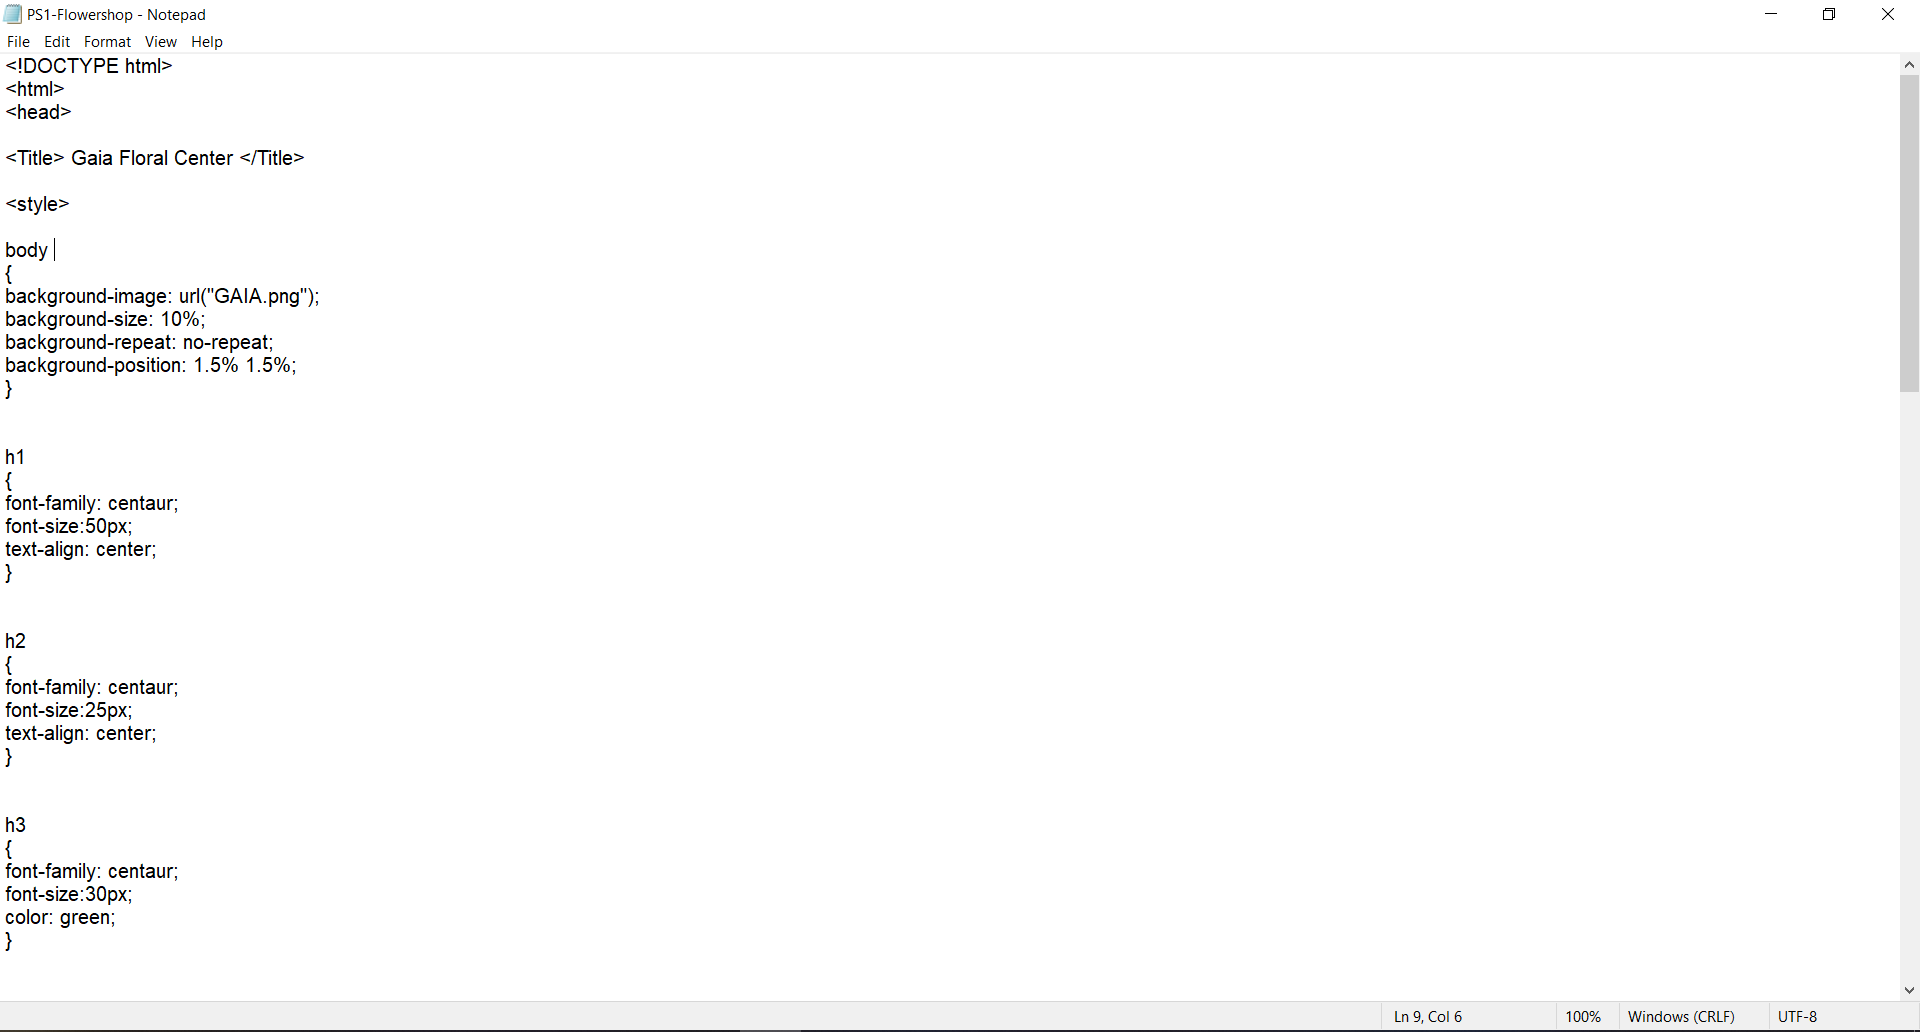 PS1-Flowershop - Notepad
File Edit Format View Help
<!DOCTYPE html>
<html>
<head>
<Title> Gaia Floral Center </Title>
<style>
body
{
background-image: url("GAIA.png");
background-size: 10%;
background-repeat: no-repeat;
background-position: 1.5% 1.5%;
}
h1
{
font-family: centaur;
font-size:50px;
text-align: center;
}
h2
{
font-family: centaur;
font-size:25px;
text-align: center;
}
h3
{
font-family: centaur;
font-size:30px;
color: green;
}
Ln 9, Col 6 100% Windows (CRLF) UTF-8